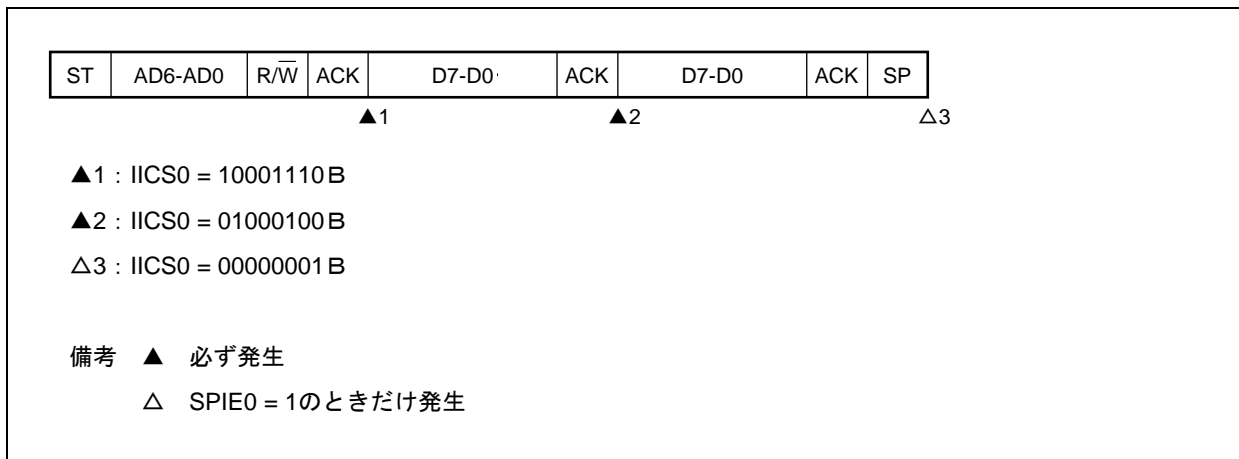 ST AD6-AD0 R/W̅ ACK D7-D0 ACK D7-D0 ACK SP
▲1 ▲2 △3
▲1：IICS0 = 10001110B
▲2：IICS0 = 01000100B
△3：IICS0 = 00000001B
備考 ▲ 必ず発生
△ SPIE0 = 1のときだけ発生